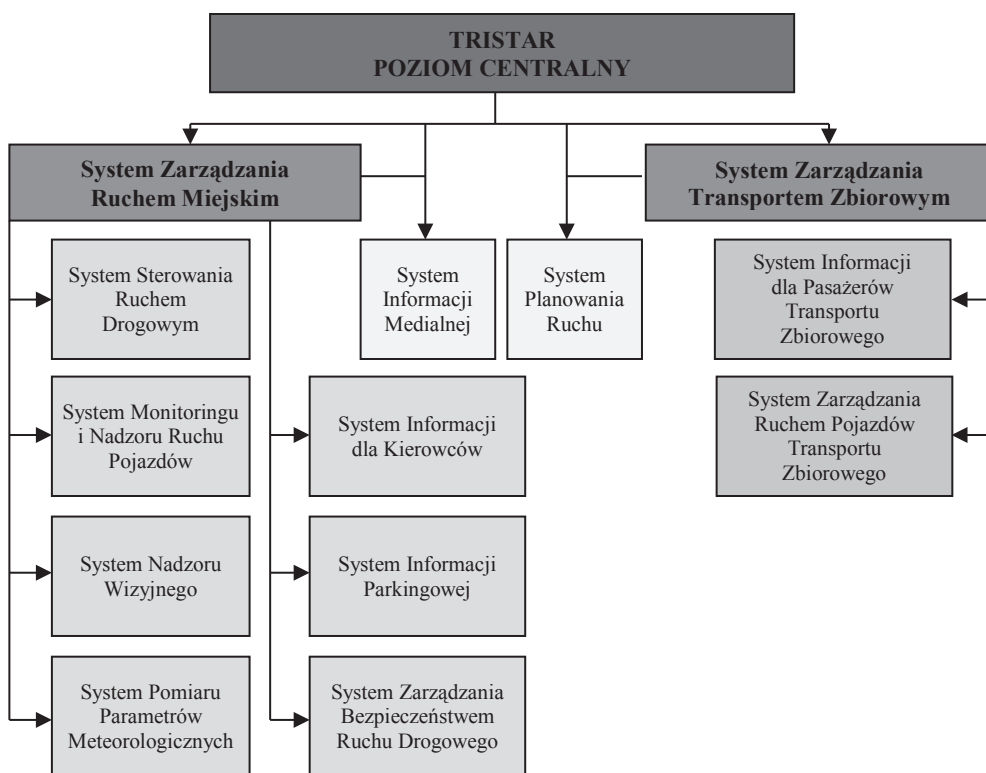 TRISTAR
POZIOM CENTRALNY
System Zarządzania
Ruchem Miejskim
System Zarządzania
Transportem Zbiorowym
System Sterowania
Ruchem
Drogowym
System
Informacji
Medialnej
System
Planowania
Ruchu
System Informacji
dla Pasażerów
Transportu
Zbiorowego
System Monitoringu
i Nadzoru Ruchu
Pojazdów
System Informacji
dla Kierowców
System Zarządzania
Ruchem Pojazdów
Transportu
Zbiorowego
System Nadzoru
Wizyjnego
System Informacji
Parkingowej
System Pomiaru
Parametrów
Meteorologicznych
System Zarządzania
Bezpieczeństwem
Ruchu Drogowego